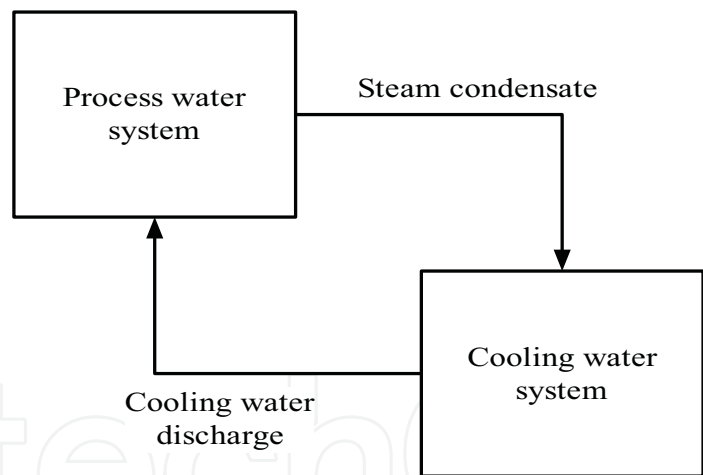 Process water
system
Steam condensate
Cooling water
system
Cooling water
discharge